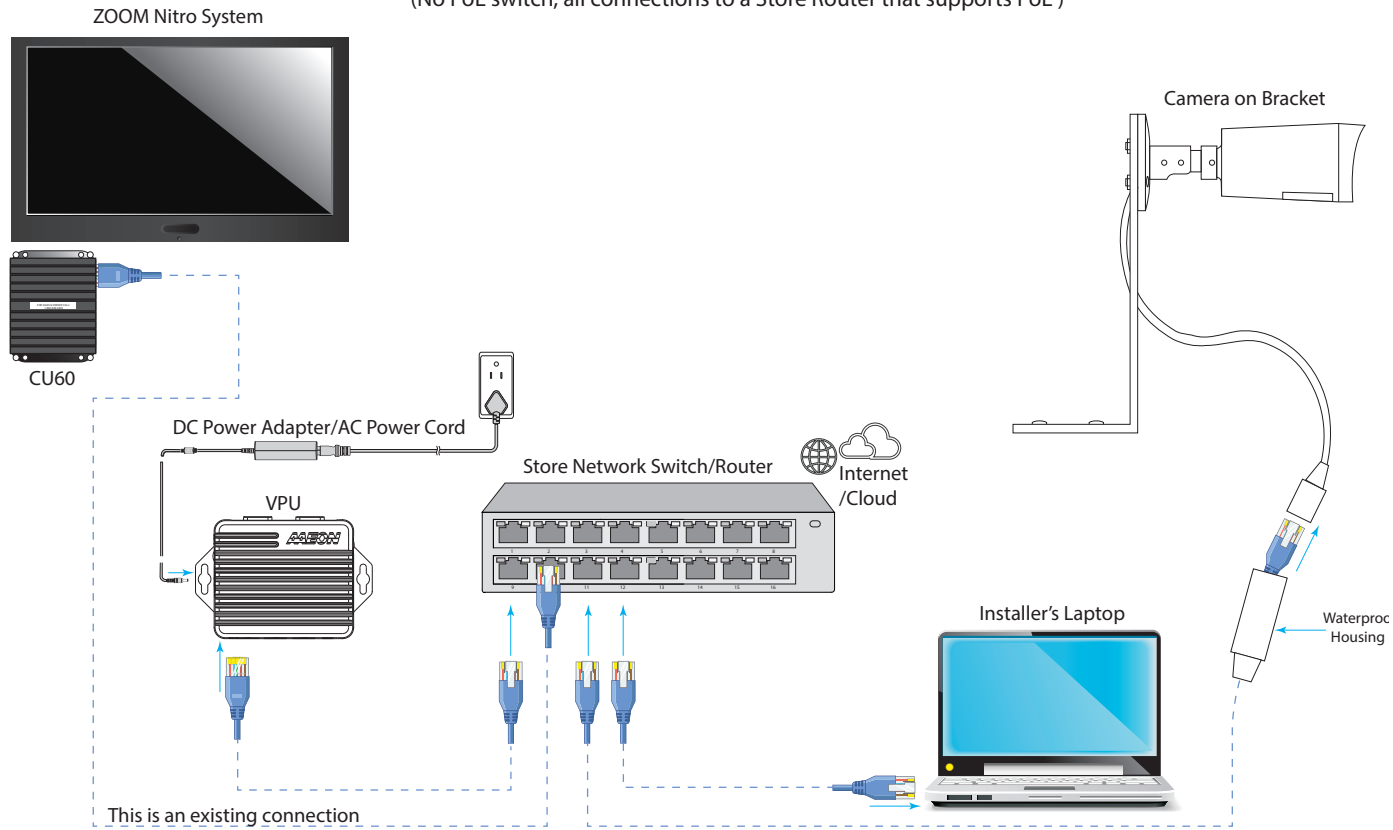 (No PoE switch, all connections to a Store Router that supports PoE )
ZOOM Nitro System
Camera on Bracket
CU60
DC Power Adapter/AC Power Cord
Store Network Switch/Router
Internet
/Cloud
VPU
AAEON
1 2 3 4 5 6 7 8
9 11 12 13 14 15 16
Installer's Laptop
Waterproof
Housing
This is an existing connection